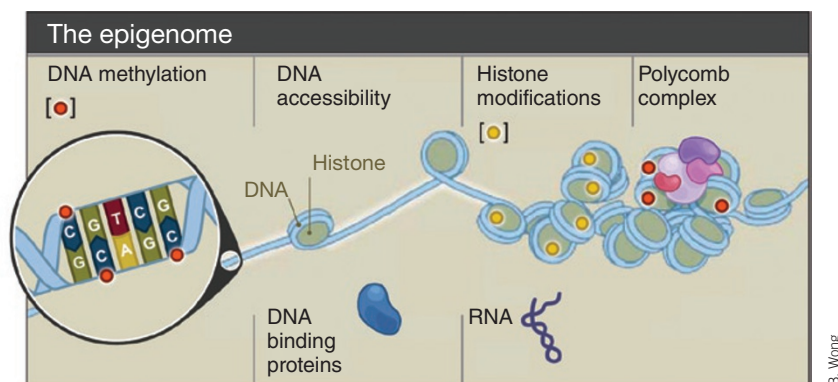 The epigenome
DNA methylation
[ ]
DNA
accessibility
Histone
modifications
[ ]
Polycomb
complex
Histone
DNA
C G T C G
G C A G C
DNA
binding
proteins
RNA
B. Wong